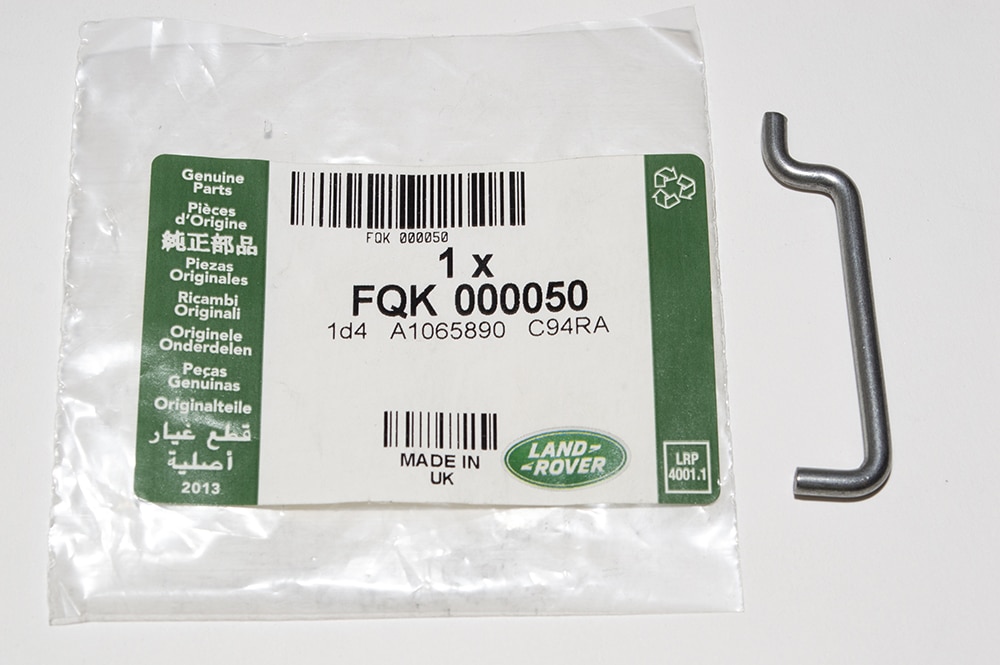 Genuine
Parts
Pièces
d'Origine
純正部品
Piezas
Originales
Ricambi
Originali
Originele
Onderdelen
Peças
Genuinas
Originalteile
قطع غيار
أصلية
2013
FQK 000050
1 x
FQK 000050
1d4 A1065890 C94RA
MADE IN
UK
LAND-
-ROVER
LRP
4001.1